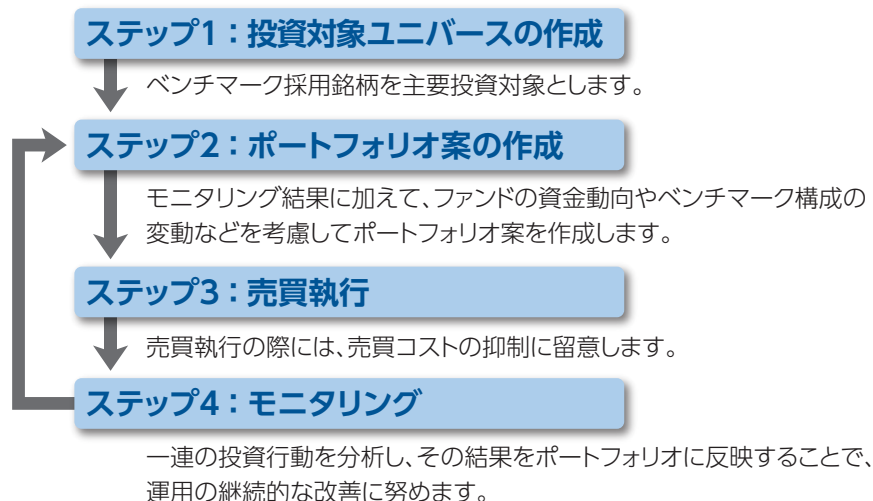 ステップ1：投資対象ユニバースの作成
ベンチマーク採用銘柄を主要投資対象とします。
ステップ2：ポートフォリオ案の作成
モニタリング結果に加えて、ファンドの資金動向やベンチマーク構成の
変動などを考慮してポートフォリオ案を作成します。
ステップ3：売買執行
売買執行の際には、売買コストの抑制に留意します。
ステップ4：モニタリング
一連の投資行動を分析し、その結果をポートフォリオに反映することで、
運用の継続的な改善に努めます。